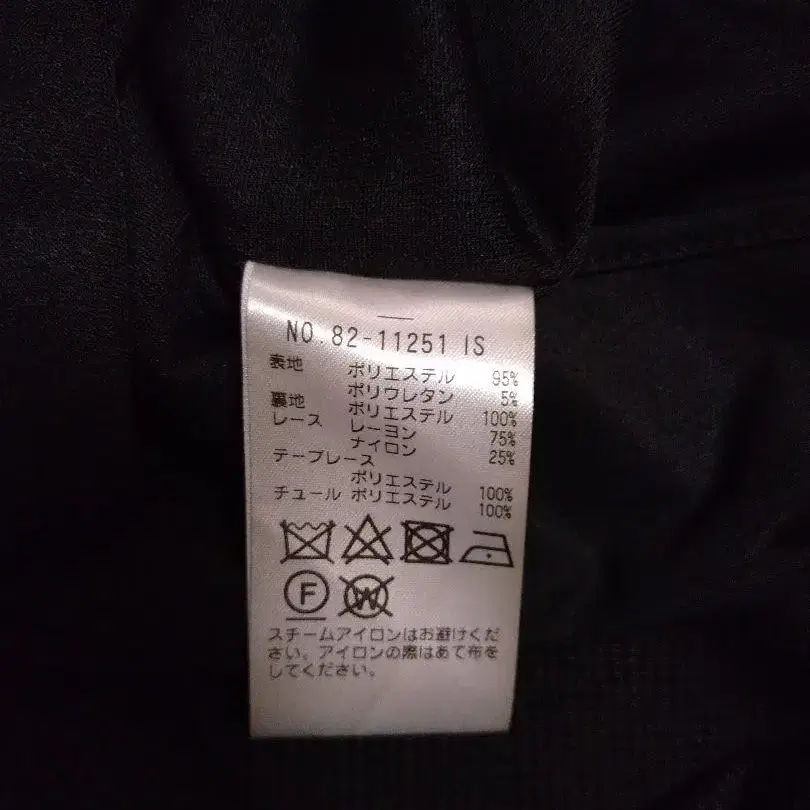 NO.82-11251 IS
表地 ポリエステル 95%
ポリウレタン 5%
裏地 ポリエステル 100%
レース レーヨン 75%
ナイロン 25%
テープレース
ポリエステル 100%
チュール ポリエステル 100%
F W
スチームアイロンはお避けくだ
さい。アイロンの際はあて布を
してください。